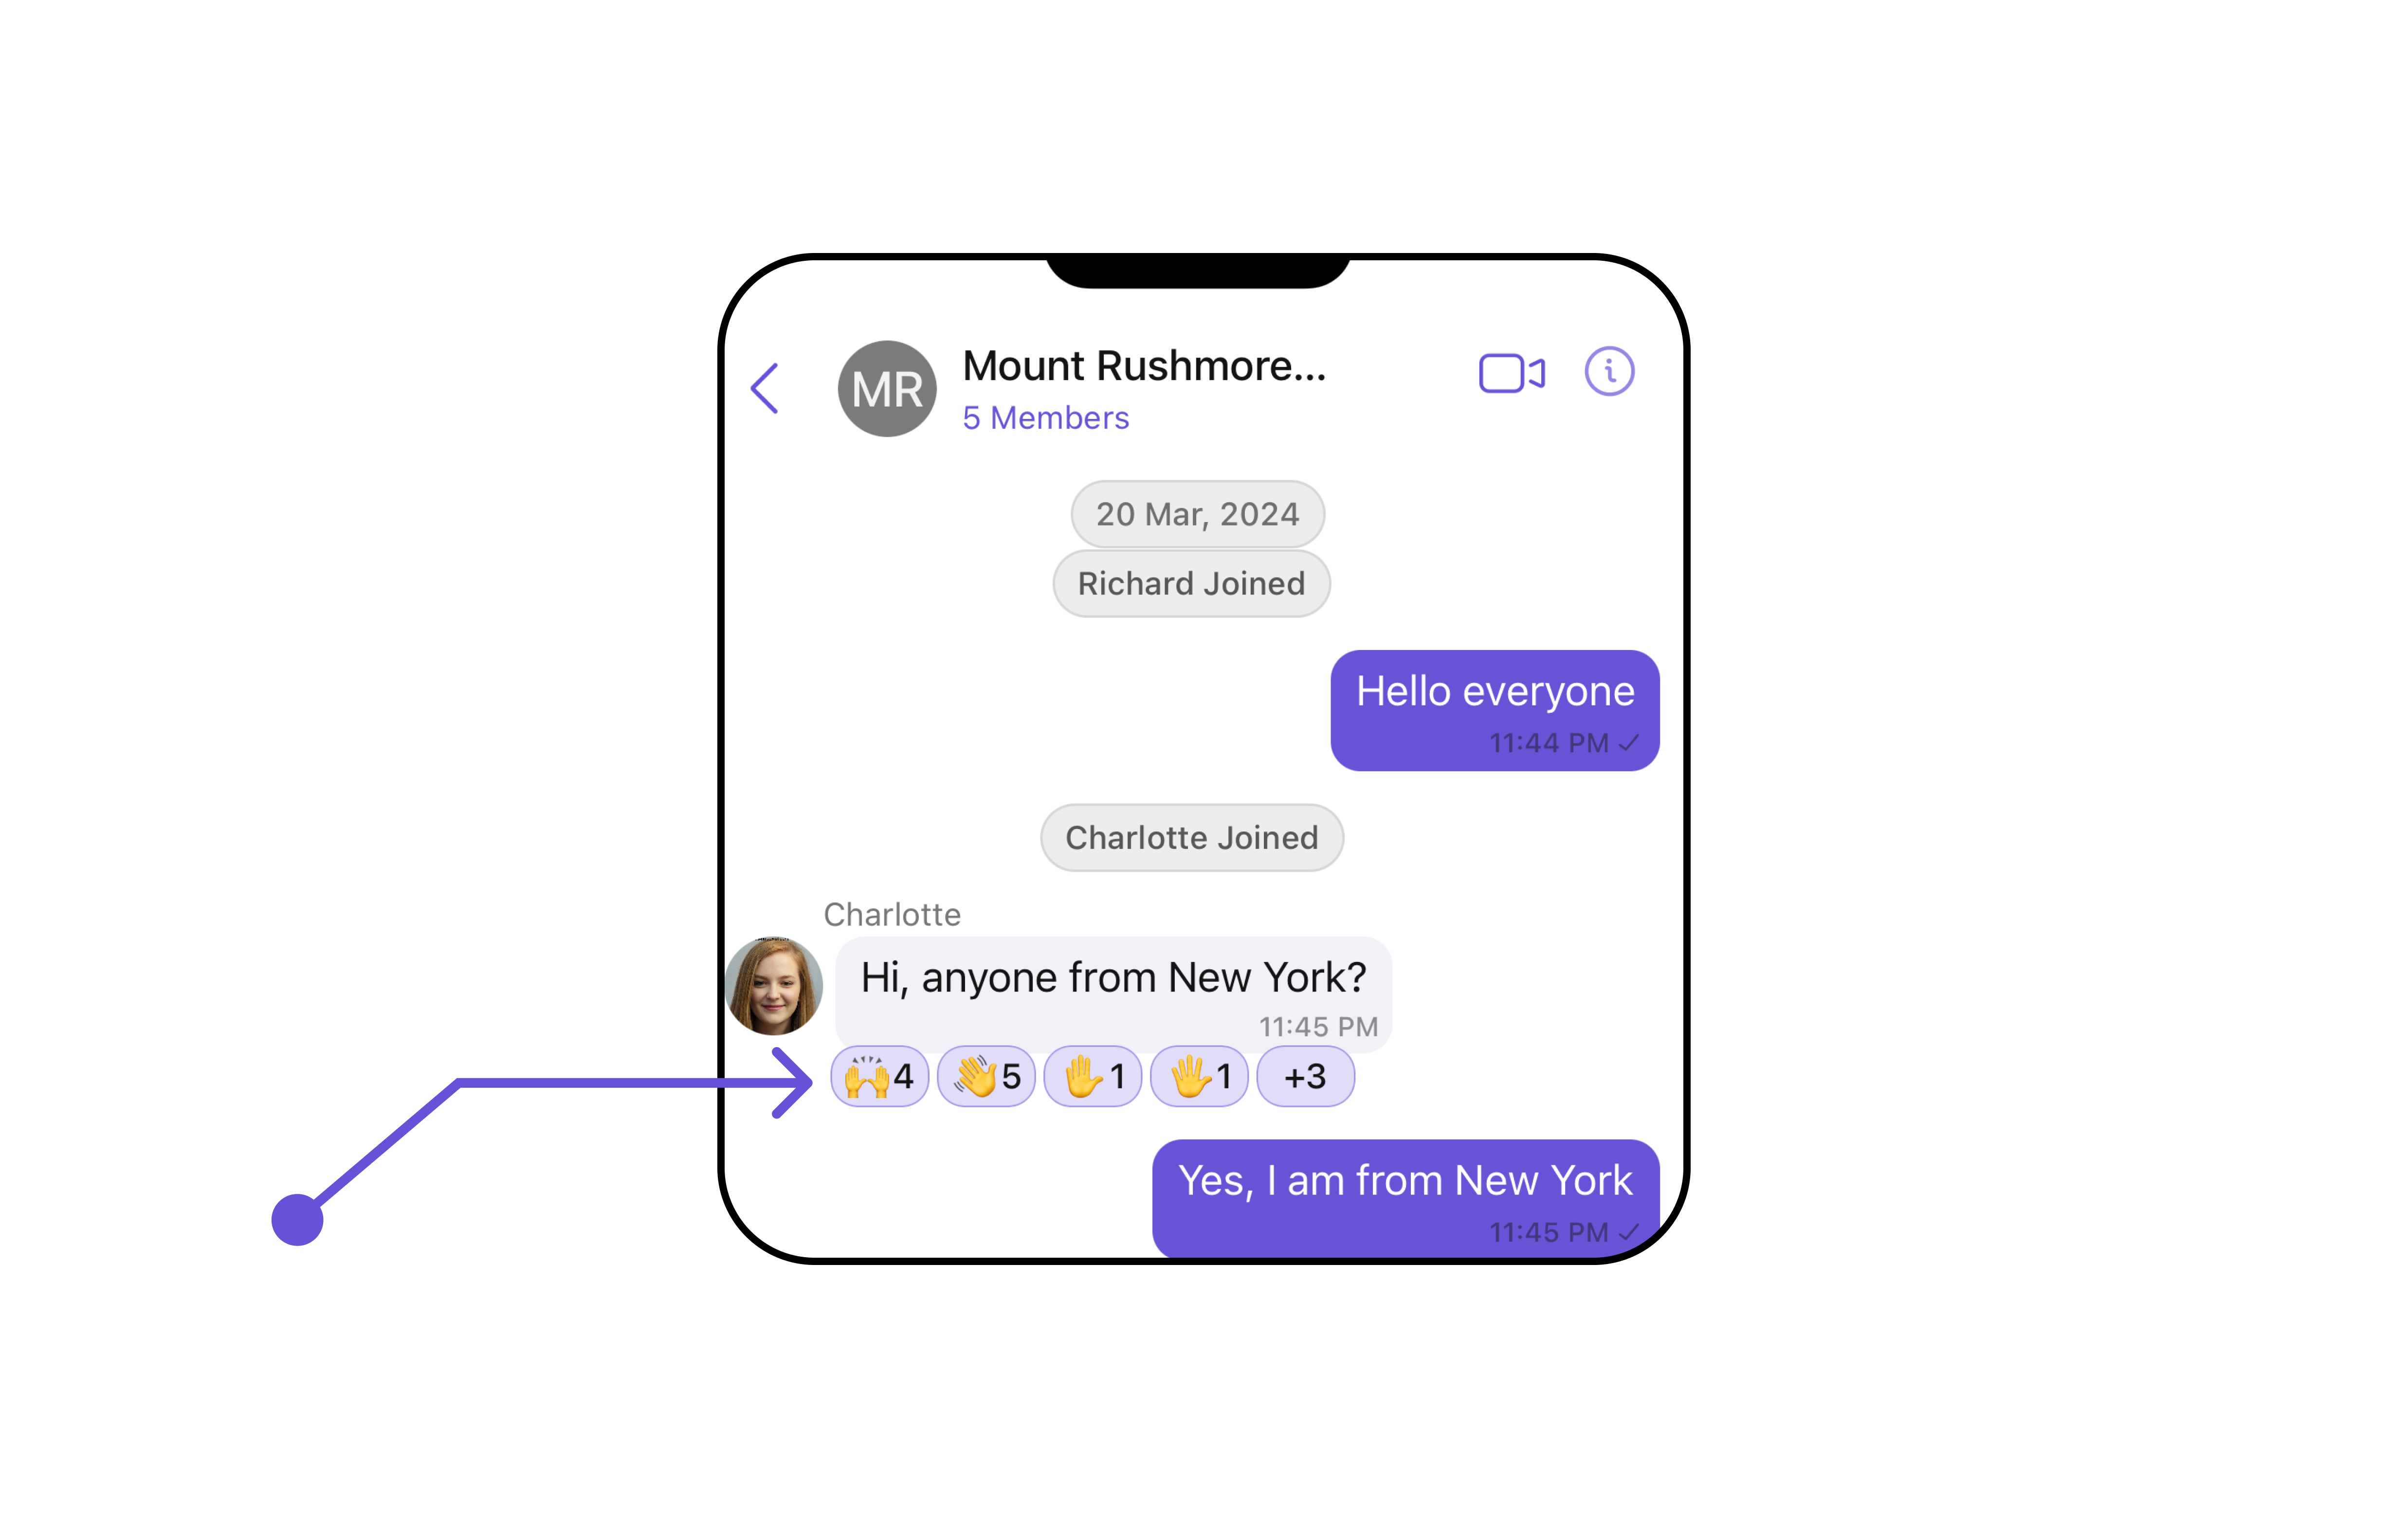 MR
Mount Rushmore...
5 Members
20 Mar, 2024
Richard Joined
Hello everyone
11:44 PM ✓
Charlotte Joined
Charlotte
Hi, anyone from New York?
11:45 PM
🙌4 👋5 ✋1 🖐1 +3
Yes, I am from New York
11:45 PM ✓